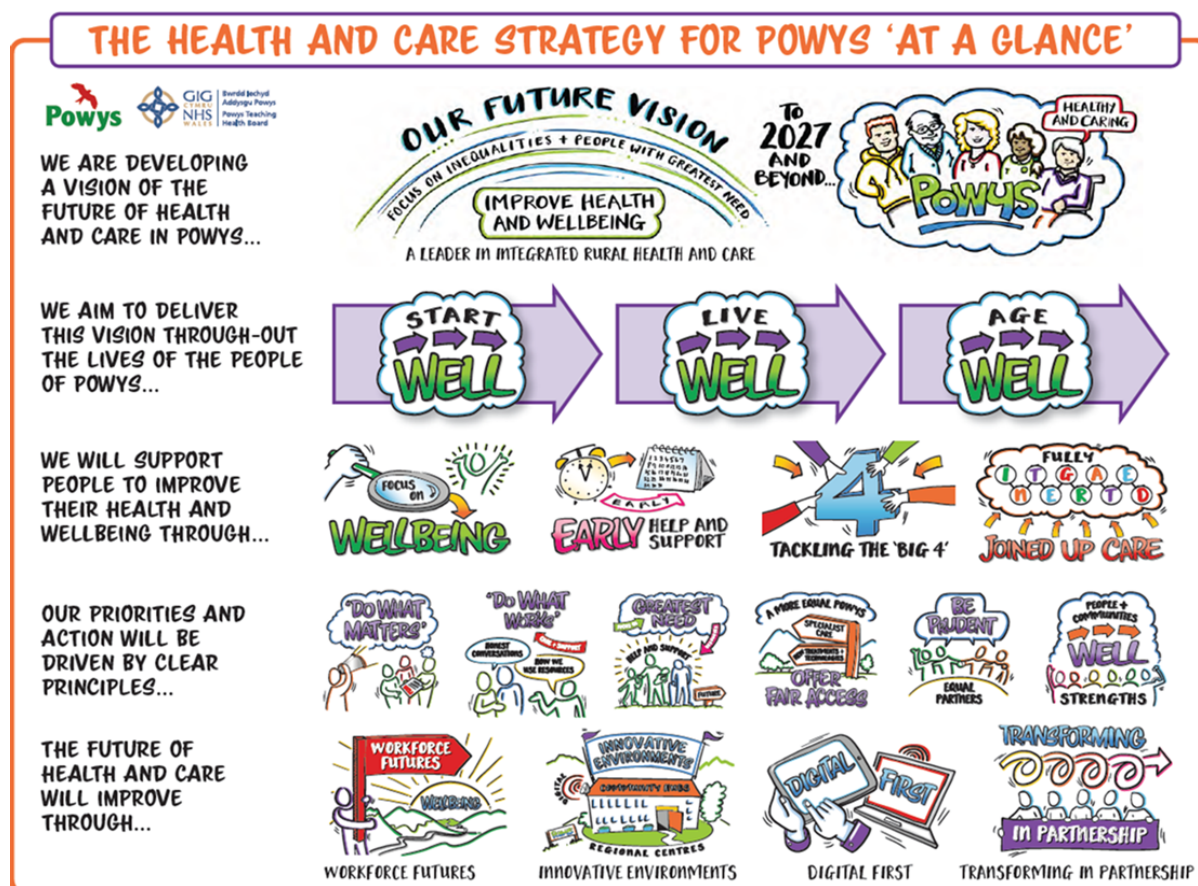 THE HEALTH AND CARE STRATEGY FOR POWYS 'AT A GLANCE'
Powys
GIG
CYMRU
NHS
WALES
Bwrdd Iechyd
Addysgu Powys
Powys Teaching
Health Board
WE ARE DEVELOPING
A VISION OF THE
FUTURE OF HEALTH
AND CARE IN POWYS...
OUR FUTURE VISION
FOCUS ON INEQUALITIES + PEOPLE WITH GREATEST NEED
IMPROVE HEALTH
AND WELLBEING
A LEADER IN INTEGRATED RURAL HEALTH AND CARE
TO
2027
AND
BEYOND...
HEALTHY
AND CARING
POWYS
WE AIM TO DELIVER
THIS VISION THROUGH-OUT
THE LIVES OF THE PEOPLE
OF POWYS...
START
WELL
LIVE
WELL
AGE
WELL
WE WILL SUPPORT
PEOPLE TO IMPROVE
THEIR HEALTH AND
WELLBEING THROUGH...
FOCUS
ON
WELLBEING
EARLY
EARLY HELP AND
SUPPORT
4
TACKLING THE 'BIG 4'
FULLY
INTEGRATED
JOINED UP CARE
OUR PRIORITIES AND
ACTION WILL BE
DRIVEN BY CLEAR
PRINCIPLES...
'DO WHAT
MATTERS'
'DO WHAT
WORKS'
HONEST
CONVERSATIONS
HOW WE
USE RESOURCES
GREATEST
NEED
HELP AND SUPPORT
FUTURE
A MORE EQUAL POWYS
SPECIALIST
CARE
NEW TREATMENTS +
TECHNOLOGIES
OFFER
FAIR ACCESS
BE
PRUDENT
EQUAL
PARTNERS
PEOPLE +
COMMUNITIES
WELL
STRENGTHS
THE FUTURE OF
HEALTH AND CARE
WILL IMPROVE
THROUGH...
WORKFORCE
FUTURES
WELLBEING
WORKFORCE FUTURES
INNOVATIVE
ENVIRONMENTS
COMMUNITY HUBS
REGIONAL CENTRES
INNOVATIVE ENVIRONMENTS
DIGITAL
FIRST
DIGITAL FIRST
TRANSFORMING
IN PARTNERSHIP
TRANSFORMING IN PARTNERSHIP